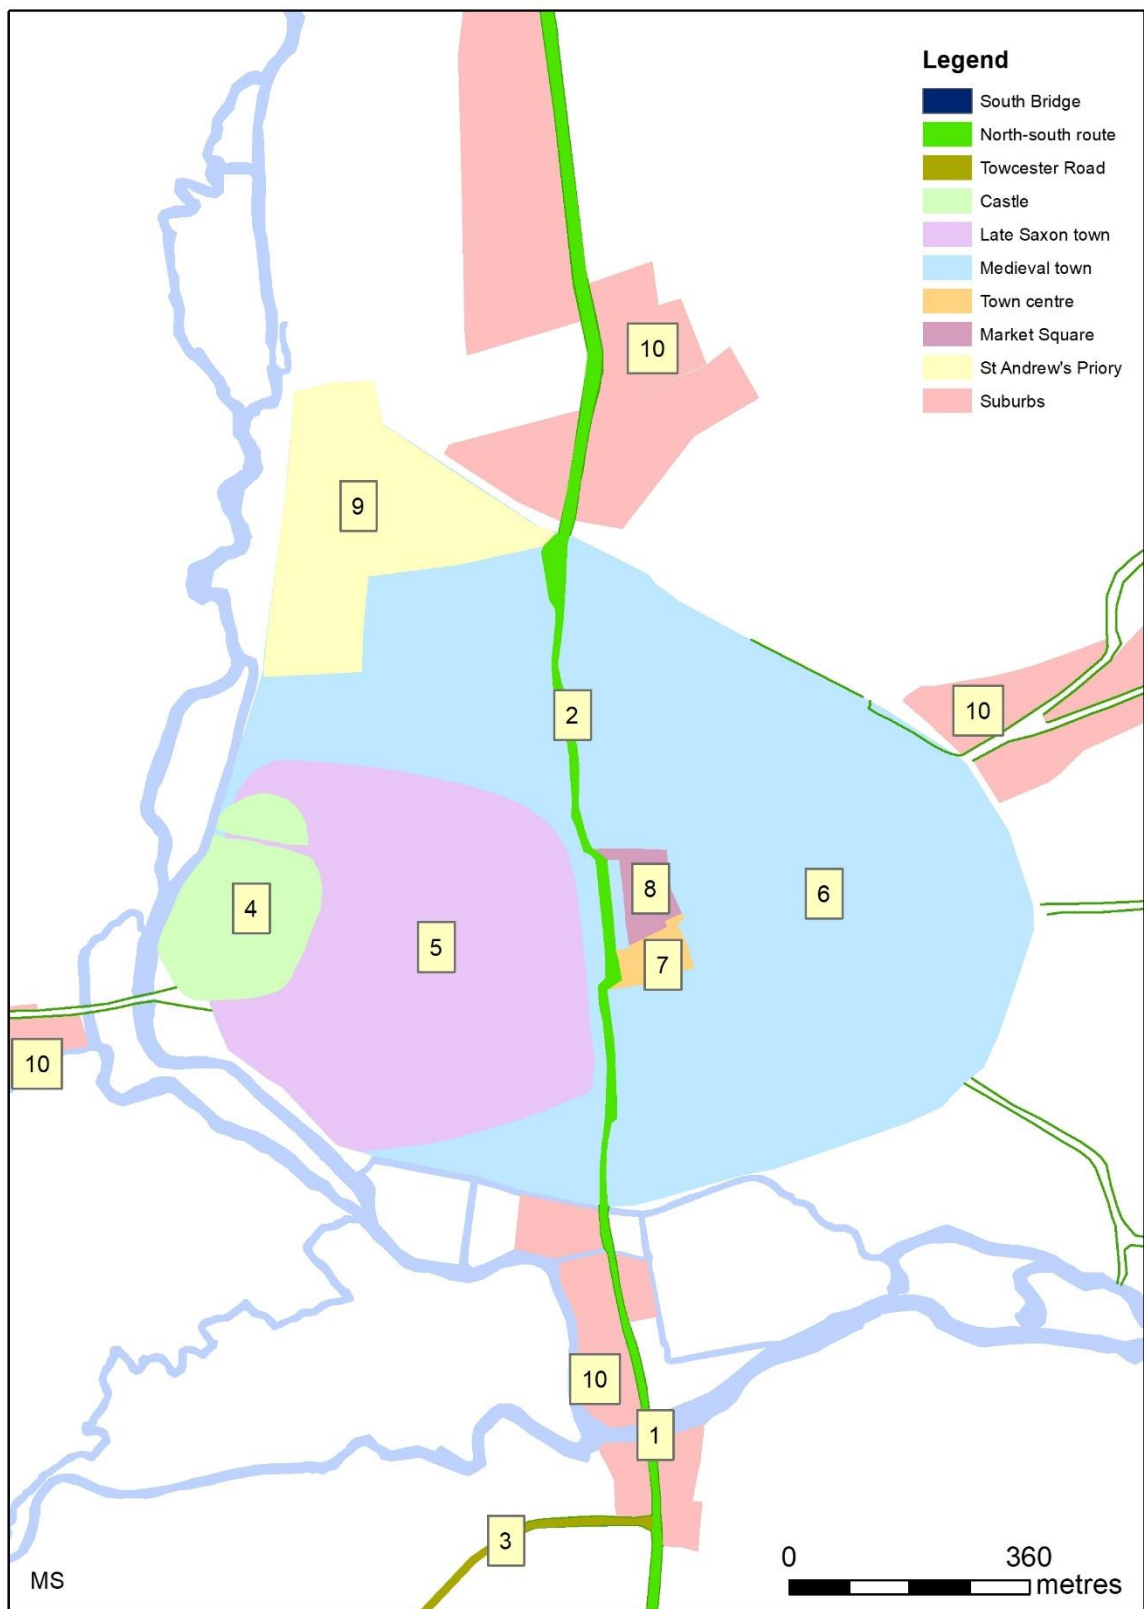 Legend
South Bridge
North-south route
Towcester Road
Castle
Late Saxon town
Medieval town
Town centre
Market Square
St Andrew's Priory
Suburbs
10
9
10
2
8
6
4
5
7
10
10
1
3
0 360
metres
MS